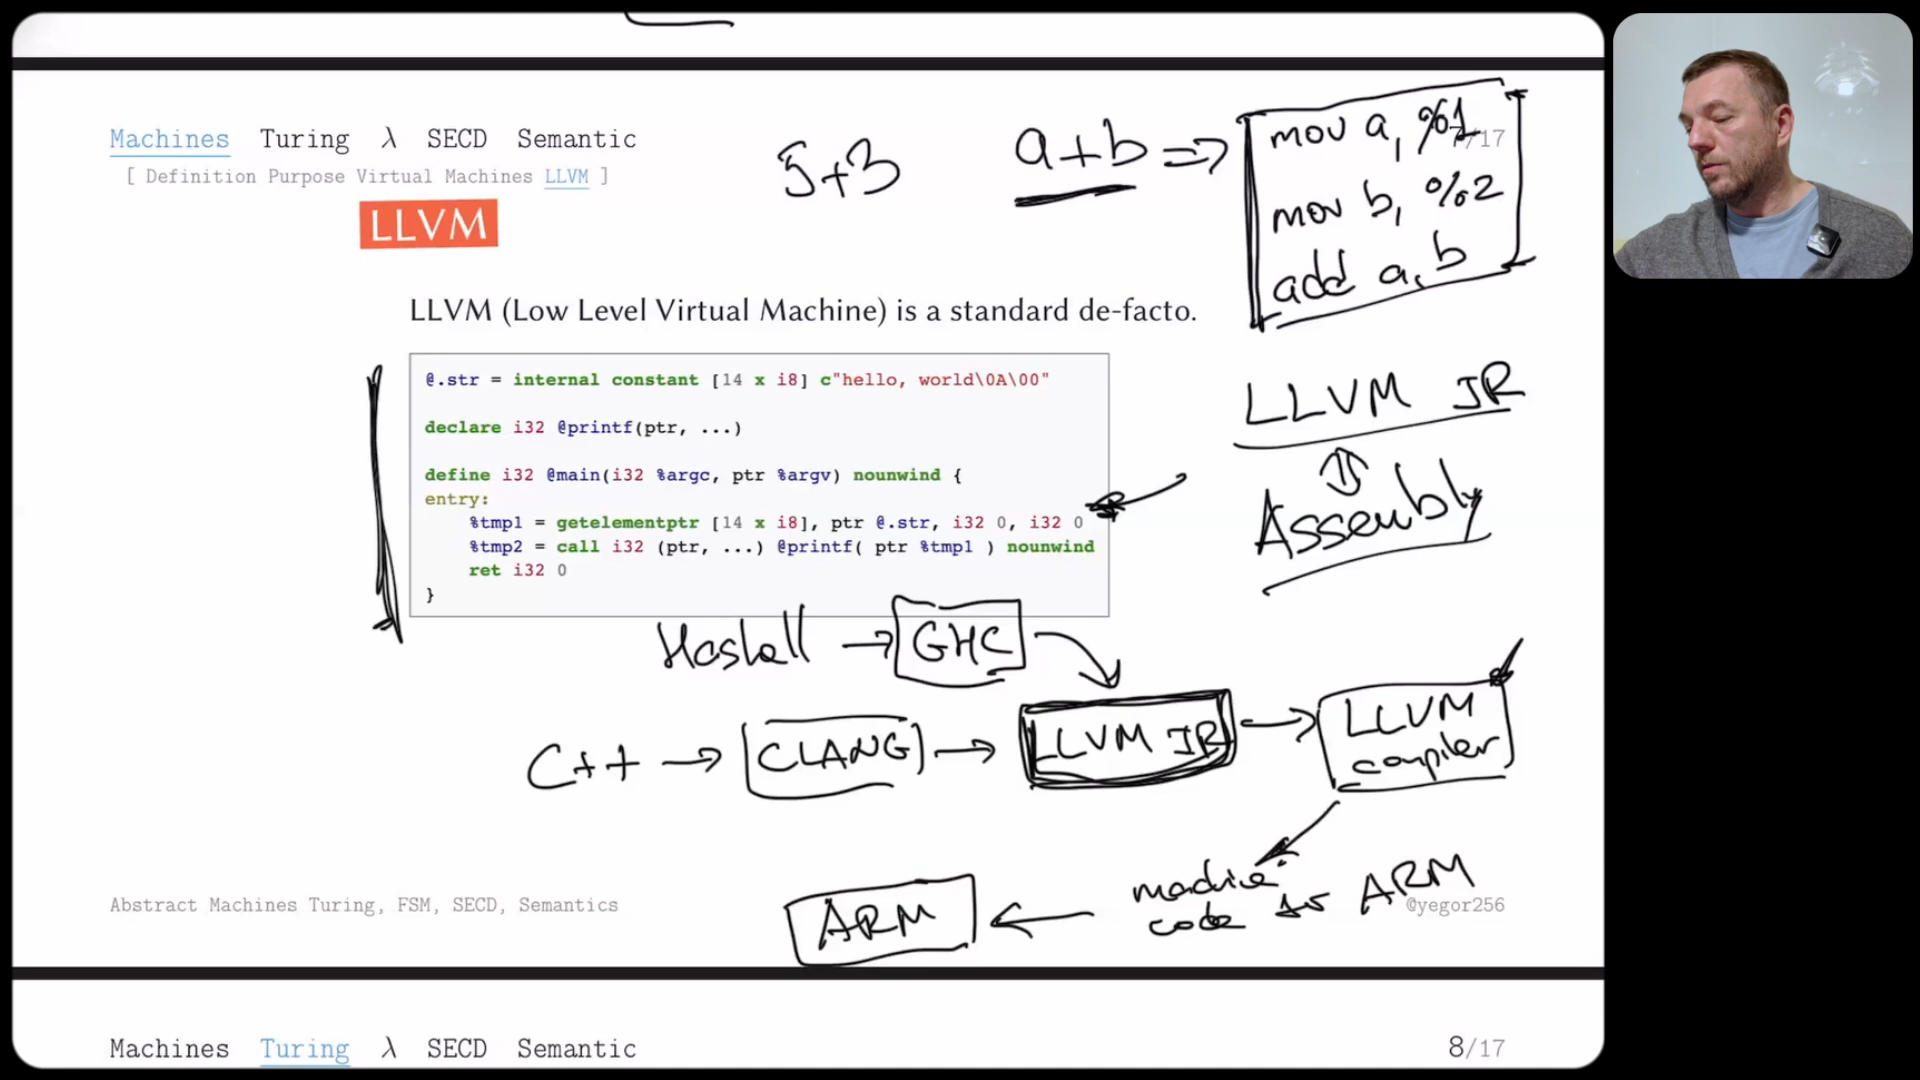 Machines Turing λ SECD Semantic
[ Definition Purpose Virtual Machines LLVM ]
5+3
a+b =>
mov a, %1
7/17
mov b, %2
add a, b
LLVM
LLVM (Low Level Virtual Machine) is a standard de-facto.
@.str = internal constant [14 x i8] c"hello, world\0A\00"
declare i32 @printf(ptr, ...)
define i32 @main(i32 %argc, ptr %argv) nounwind {
entry:
%tmp1 = getelementptr [14 x i8], ptr @.str, i32 0, i32 0
%tmp2 = call i32 (ptr, ...) @printf( ptr %tmp1 ) nounwind
ret i32 0
}
LLVM IR
Assembly
Haskell → GHC
C++ → CLANG → LLVM IR → LLVM
compiler
machine
code for ARM
ARM
Abstract Machines Turing, FSM, SECD, Semantics
@yegor256
Machines Turing λ SECD Semantic
8/17